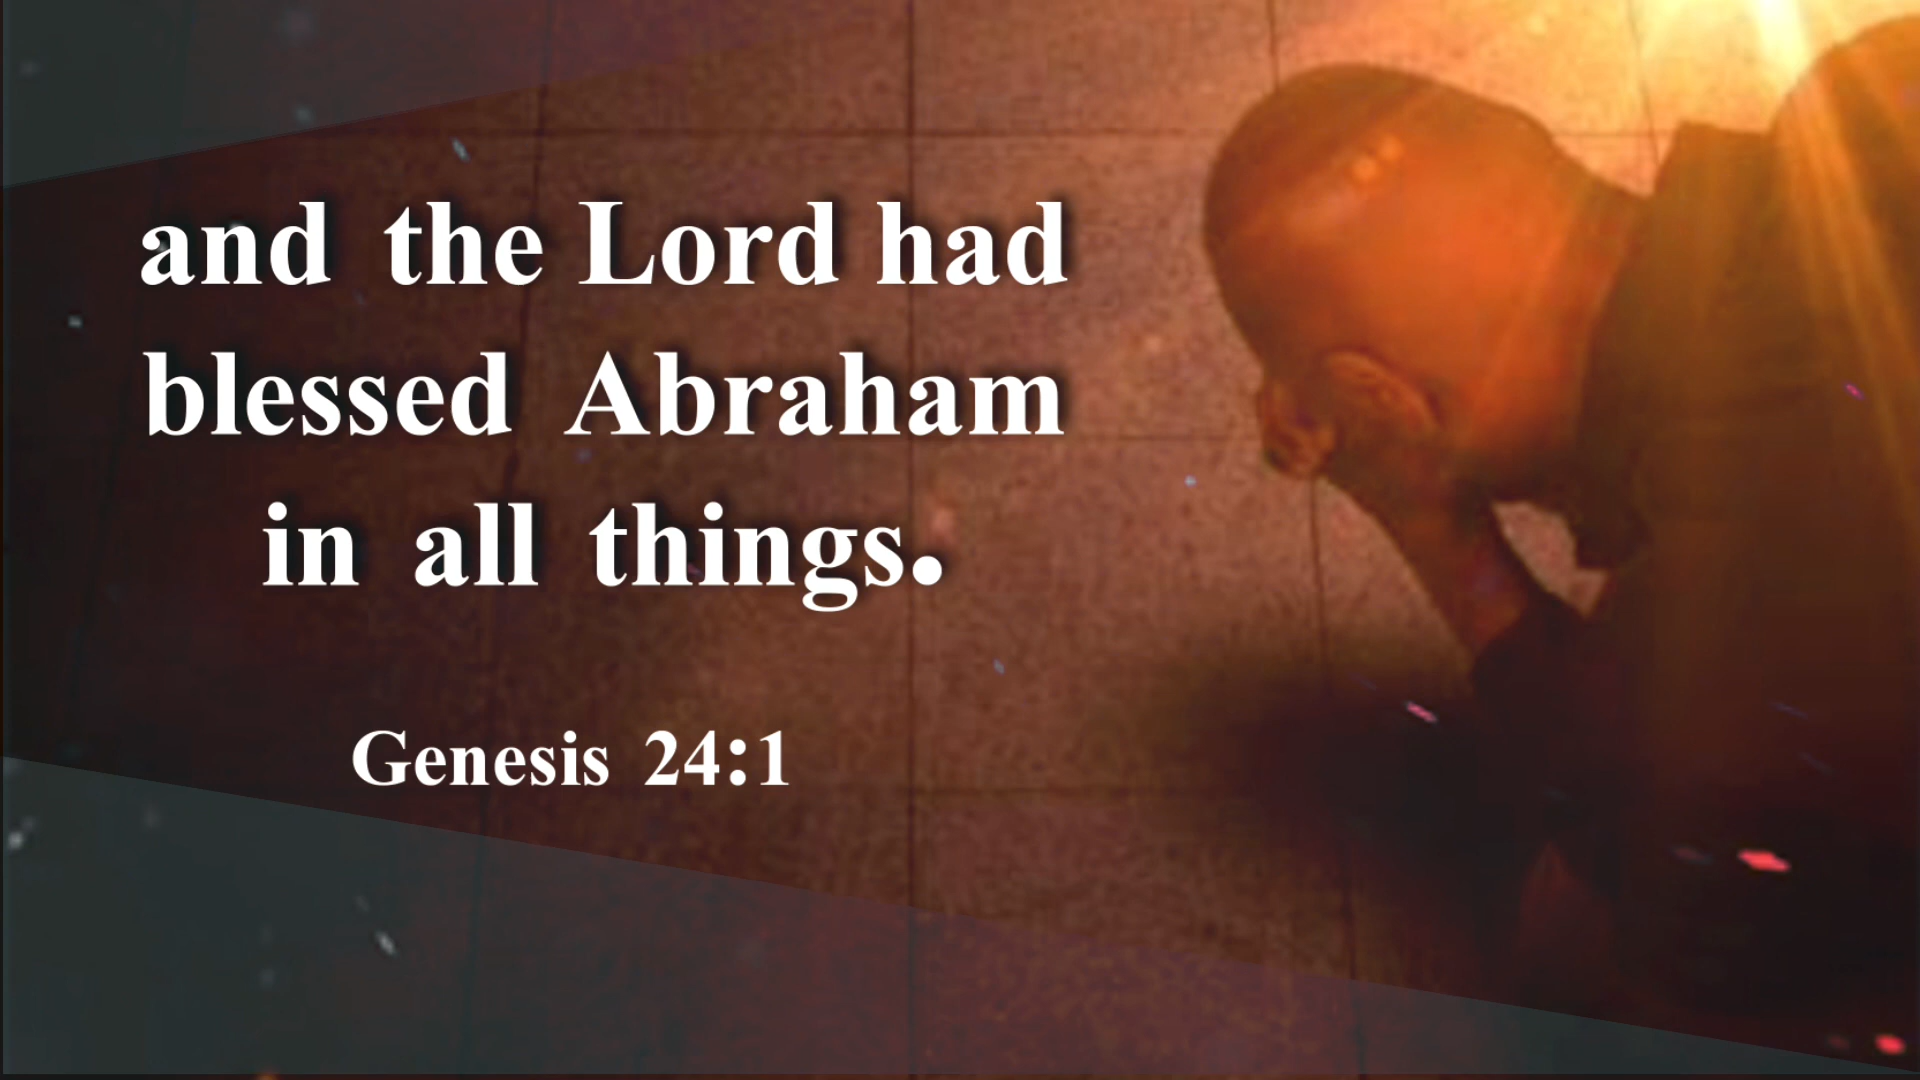 and the Lord had
blessed Abraham
in all things.
Genesis 24:1